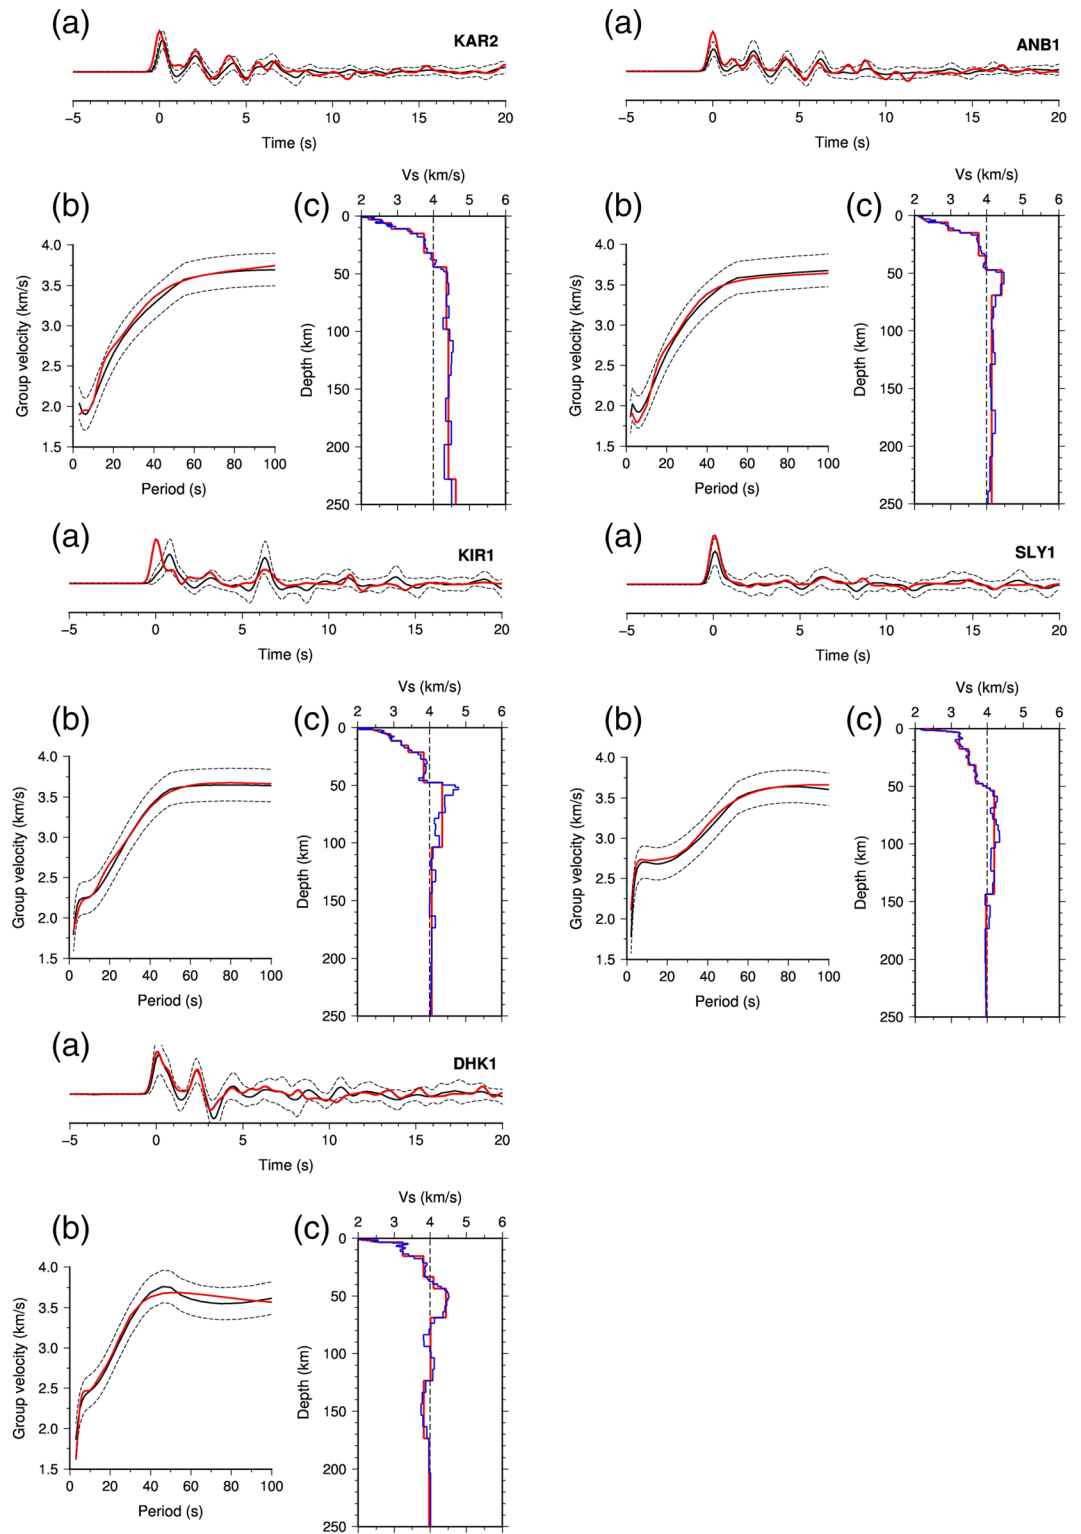 (a)
KAR2
−5 0 5 10 15 20
Time (s)
(a)
ANB1
−5 0 5 10 15 20
Time (s)
(b)
4.0
3.5
3.0
2.5
2.0
1.5
Group velocity (km/s)
0 20 40 60 80 100
Period (s)
(c)
Vs (km/s)
2 3 4 5 6
0
50
100
150
200
250
Depth (km)
(b)
4.0
3.5
3.0
2.5
2.0
1.5
Group velocity (km/s)
0 20 40 60 80 100
Period (s)
(c)
Vs (km/s)
2 3 4 5 6
0
50
100
150
200
250
Depth (km)
(a)
KIR1
−5 0 5 10 15 20
Time (s)
(a)
SLY1
−5 0 5 10 15 20
Time (s)
(b)
4.0
3.5
3.0
2.5
2.0
1.5
Group velocity (km/s)
0 20 40 60 80 100
Period (s)
(c)
Vs (km/s)
2 3 4 5 6
0
50
100
150
200
250
Depth (km)
(b)
4.0
3.5
3.0
2.5
2.0
1.5
Group velocity (km/s)
0 20 40 60 80 100
Period (s)
(c)
Vs (km/s)
2 3 4 5 6
0
50
100
150
200
250
Depth (km)
(a)
DHK1
−5 0 5 10 15 20
Time (s)
(b)
4.0
3.5
3.0
2.5
2.0
1.5
Group velocity (km/s)
0 20 40 60 80 100
Period (s)
(c)
Vs (km/s)
2 3 4 5 6
0
50
100
150
200
250
Depth (km)